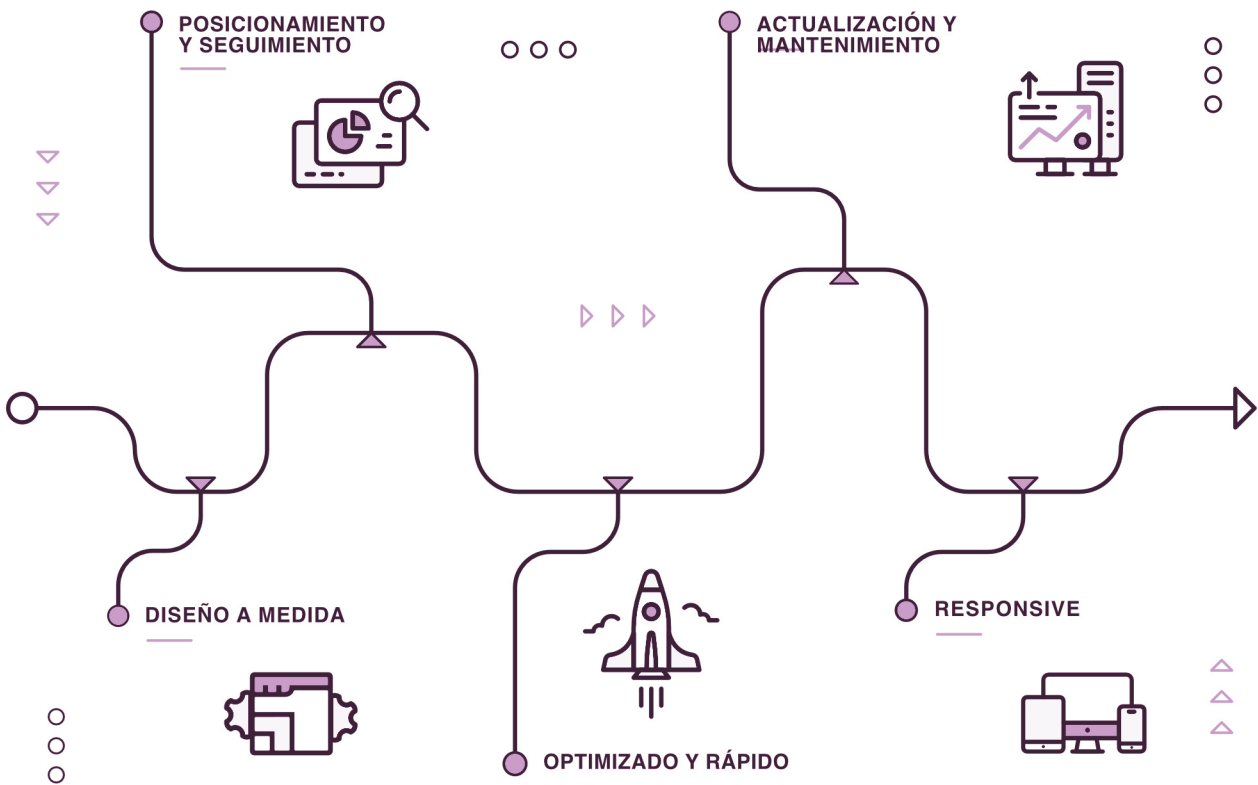 POSICIONAMIENTO
Y SEGUIMIENTO
ACTUALIZACIÓN Y
MANTENIMIENTO
DISEÑO A MEDIDA
RESPONSIVE
OPTIMIZADO Y RÁPIDO